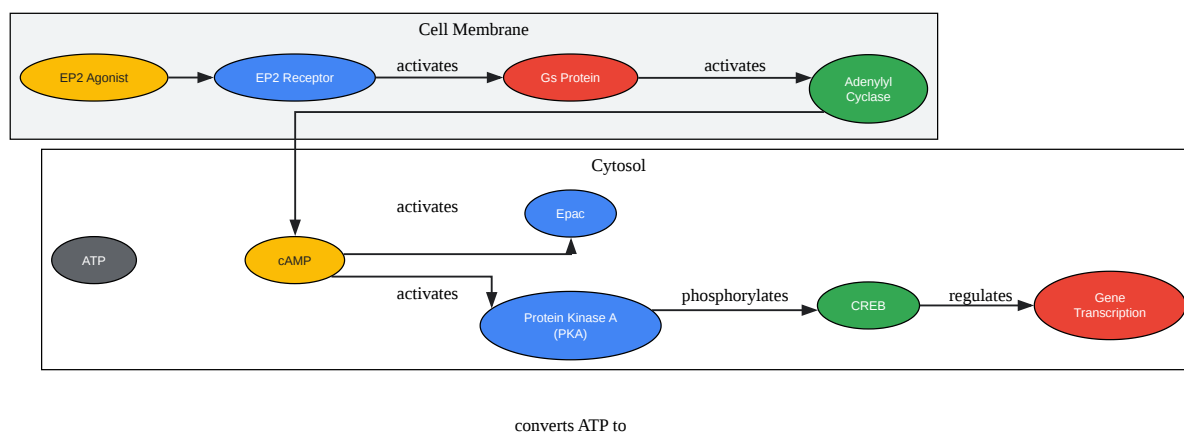 Cell Membrane
EP2 Agonist
EP2 Receptor
activates
Gs Protein
activates
Adenylyl
Cyclase
Cytosol
activates
Epac
ATP
cAMP
activates
Protein Kinase A
(PKA)
phosphorylates
CREB
regulates
Gene
Transcription
converts ATP to